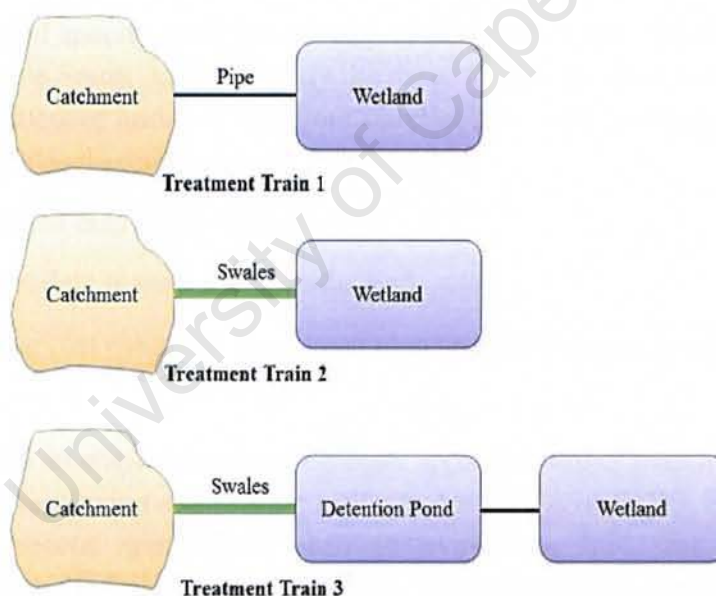 Catchment
Pipe
Wetland
Treatment Train 1
Catchment
Swales
Wetland
Treatment Train 2
Catchment
Swales
Detention Pond
Wetland
Treatment Train 3
University of Cape